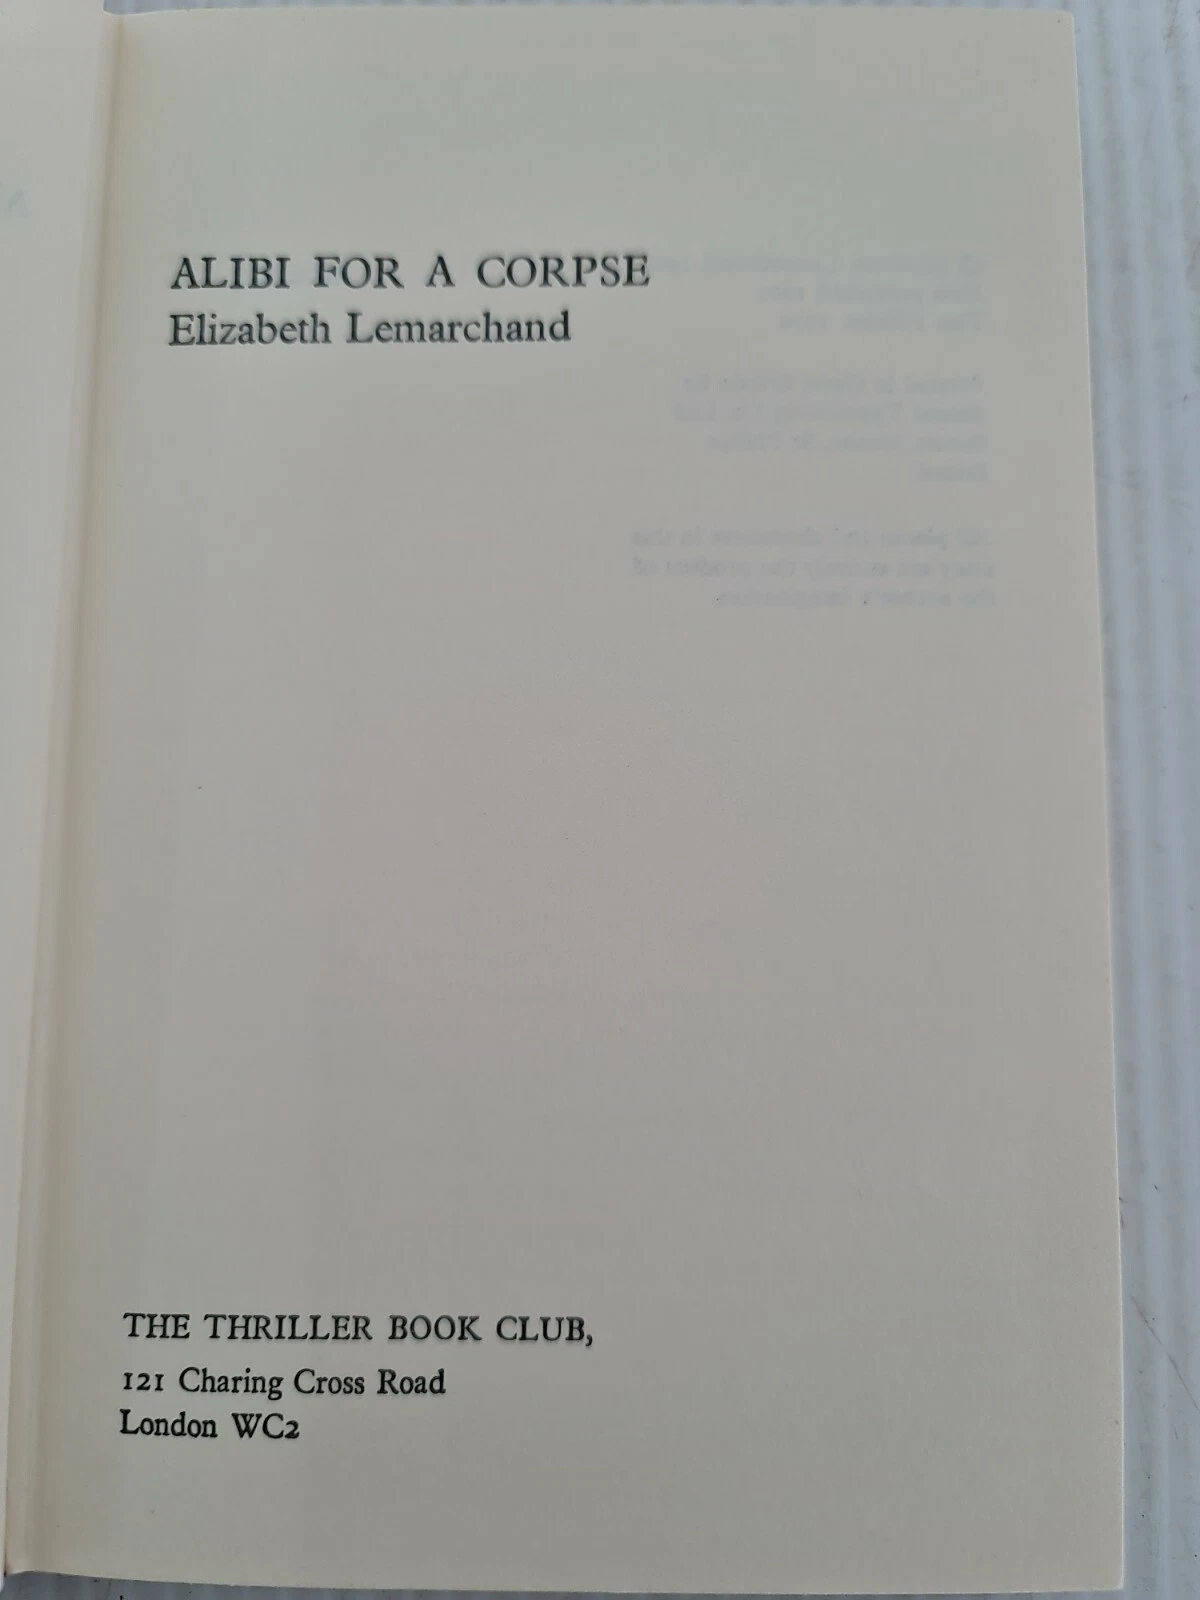 ALIBI FOR A CORPSE
Elizabeth Lemarchand
THE THRILLER BOOK CLUB,
121 Charing Cross Road
London WC2